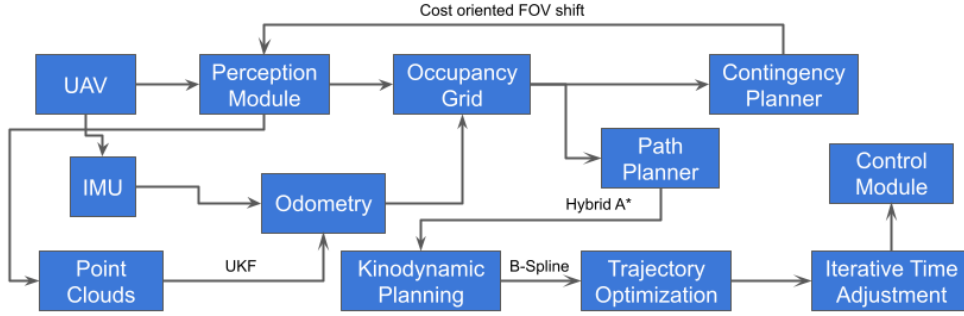 Cost oriented FOV shift
UAV
Perception
Module
Occupancy
Grid
Contingency
Planner
IMU
Odometry
Path
Planner
Control
Module
Hybrid A*
Point
Clouds
UKF
Kinodynamic
Planning
B-Spline
Trajectory
Optimization
Iterative Time
Adjustment